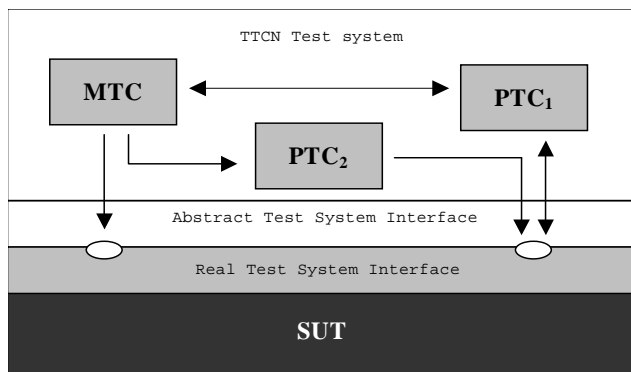 TTCN Test system
MTC
PTC₁
PTC₂
Abstract Test System Interface
Real Test System Interface
SUT